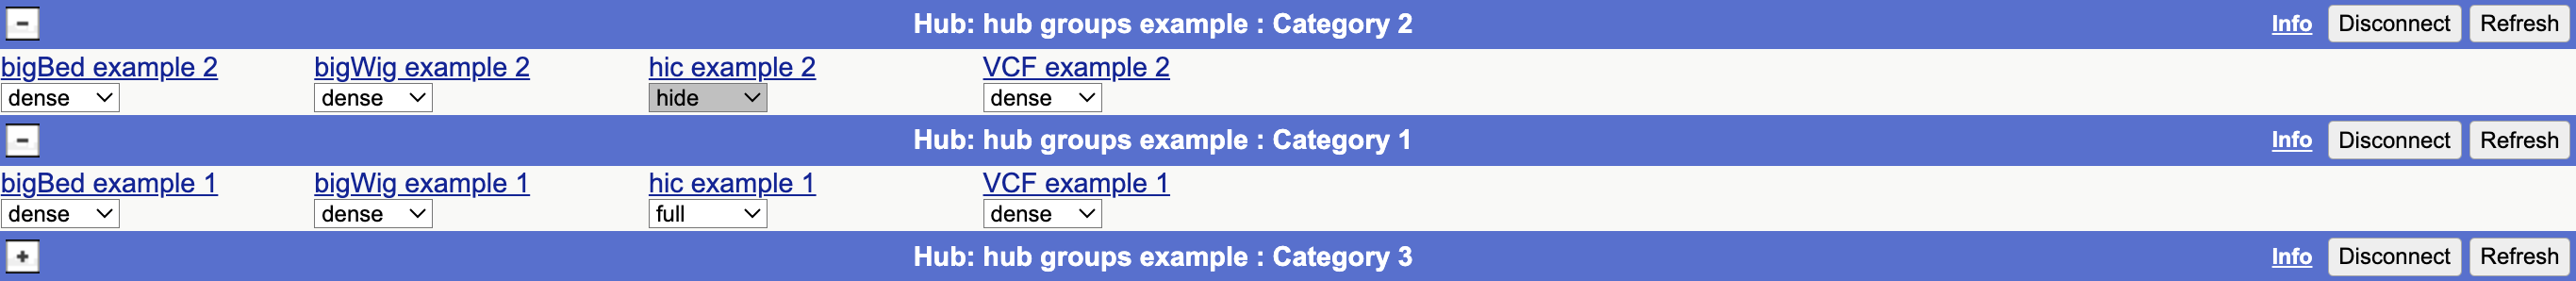 Hub: hub groups example : Category 2 Info Disconnect Refresh
bigBed example 2 bigWig example 2 hic example 2 VCF example 2
dense dense hide dense
Hub: hub groups example : Category 1 Info Disconnect Refresh
bigBed example 1 bigWig example 1 hic example 1 VCF example 1
dense dense full dense
Hub: hub groups example : Category 3 Info Disconnect Refresh